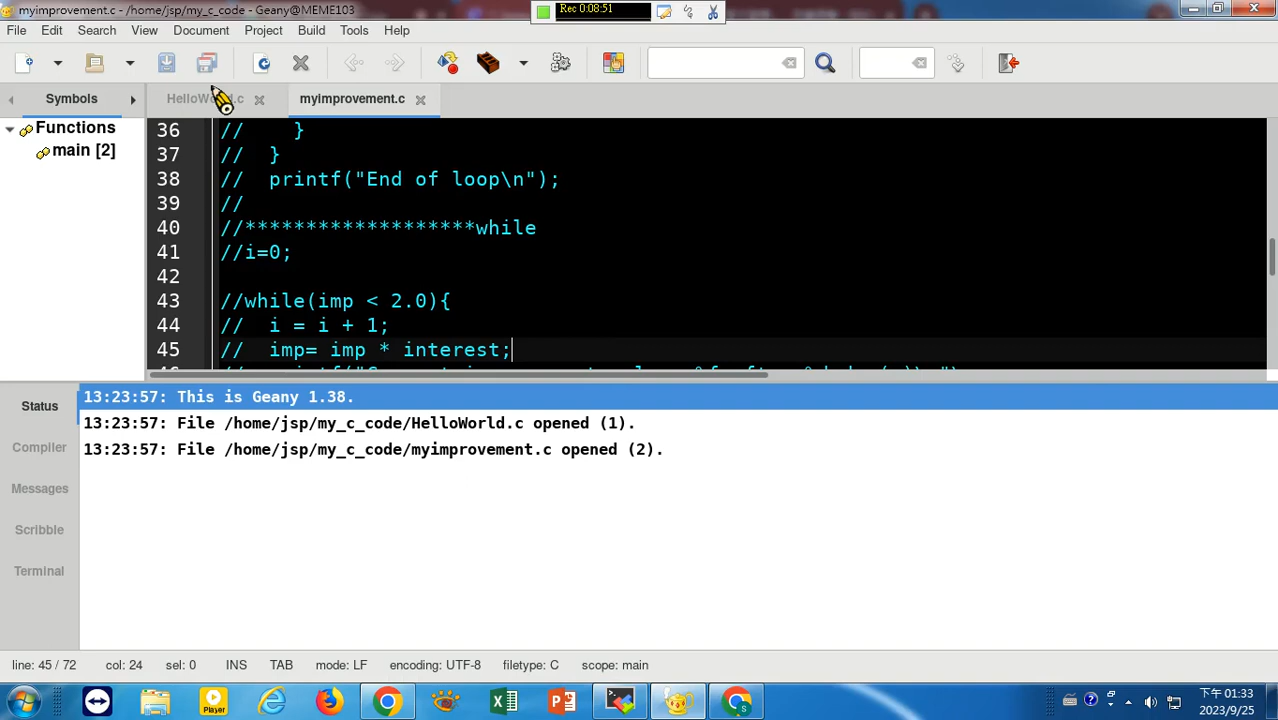 myimprovement.c - /home/jsp/my_c_code - Geany@MEME103
Rec 0:08:51
File Edit Search View Document Project Build Tools Help
Symbols HelloWorld.c myimprovement.c
Functions
main [2]
36 // }
37 // }
38 // printf("End of loop\n");
39 //
40 //*******************while
41 //i=0;
42
43 //while(imp < 2.0){
44 // i = i + 1;
45 // imp= imp * interest;
Status
Compiler
Messages
Scribble
Terminal
13:23:57: This is Geany 1.38.
13:23:57: File /home/jsp/my_c_code/HelloWorld.c opened (1).
13:23:57: File /home/jsp/my_c_code/myimprovement.c opened (2).
line: 45 / 72 col: 24 sel: 0 INS TAB mode: LF encoding: UTF-8 filetype: C scope: main
Player
下午 01:33
2023/9/25